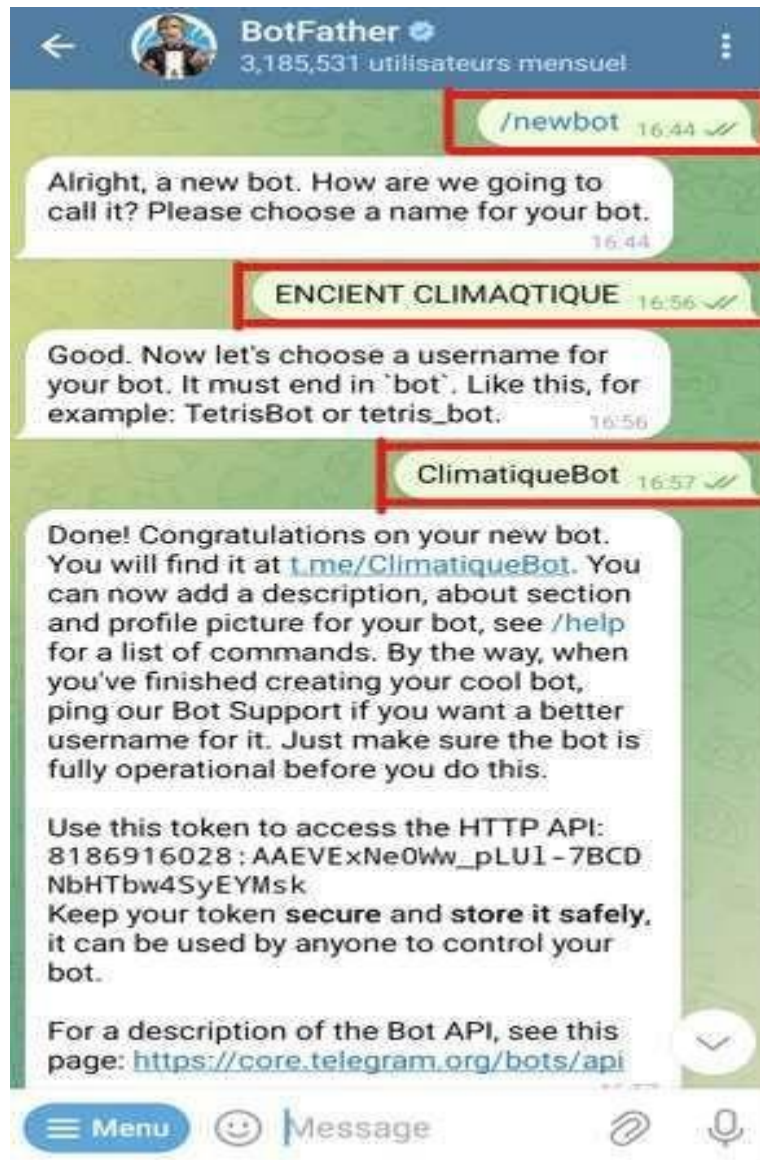 BotFather
3,185,531 utilisateurs mensuel
/newbot 16:44
Alright, a new bot. How are we going to
call it? Please choose a name for your bot.
16:44
ENCIENT CLIMAQTIQUE 16:56
Good. Now let's choose a username for
your bot. It must end in `bot`. Like this, for
example: TetrisBot or tetris_bot. 16:56
ClimatiqueBot 16:57
Done! Congratulations on your new bot.
You will find it at t.me/ClimatiqueBot. You
can now add a description, about section
and profile picture for your bot, see /help
for a list of commands. By the way, when
you've finished creating your cool bot,
ping our Bot Support if you want a better
username for it. Just make sure the bot is
fully operational before you do this.
Use this token to access the HTTP API:
8186916028:AAEVExNe0Ww_pLUl-7BCD
NbHTbw4SyEYMsk
Keep your token secure and store it safely,
it can be used by anyone to control your
bot.
For a description of the Bot API, see this
page: https://core.telegram.org/bots/api
Menu
Message